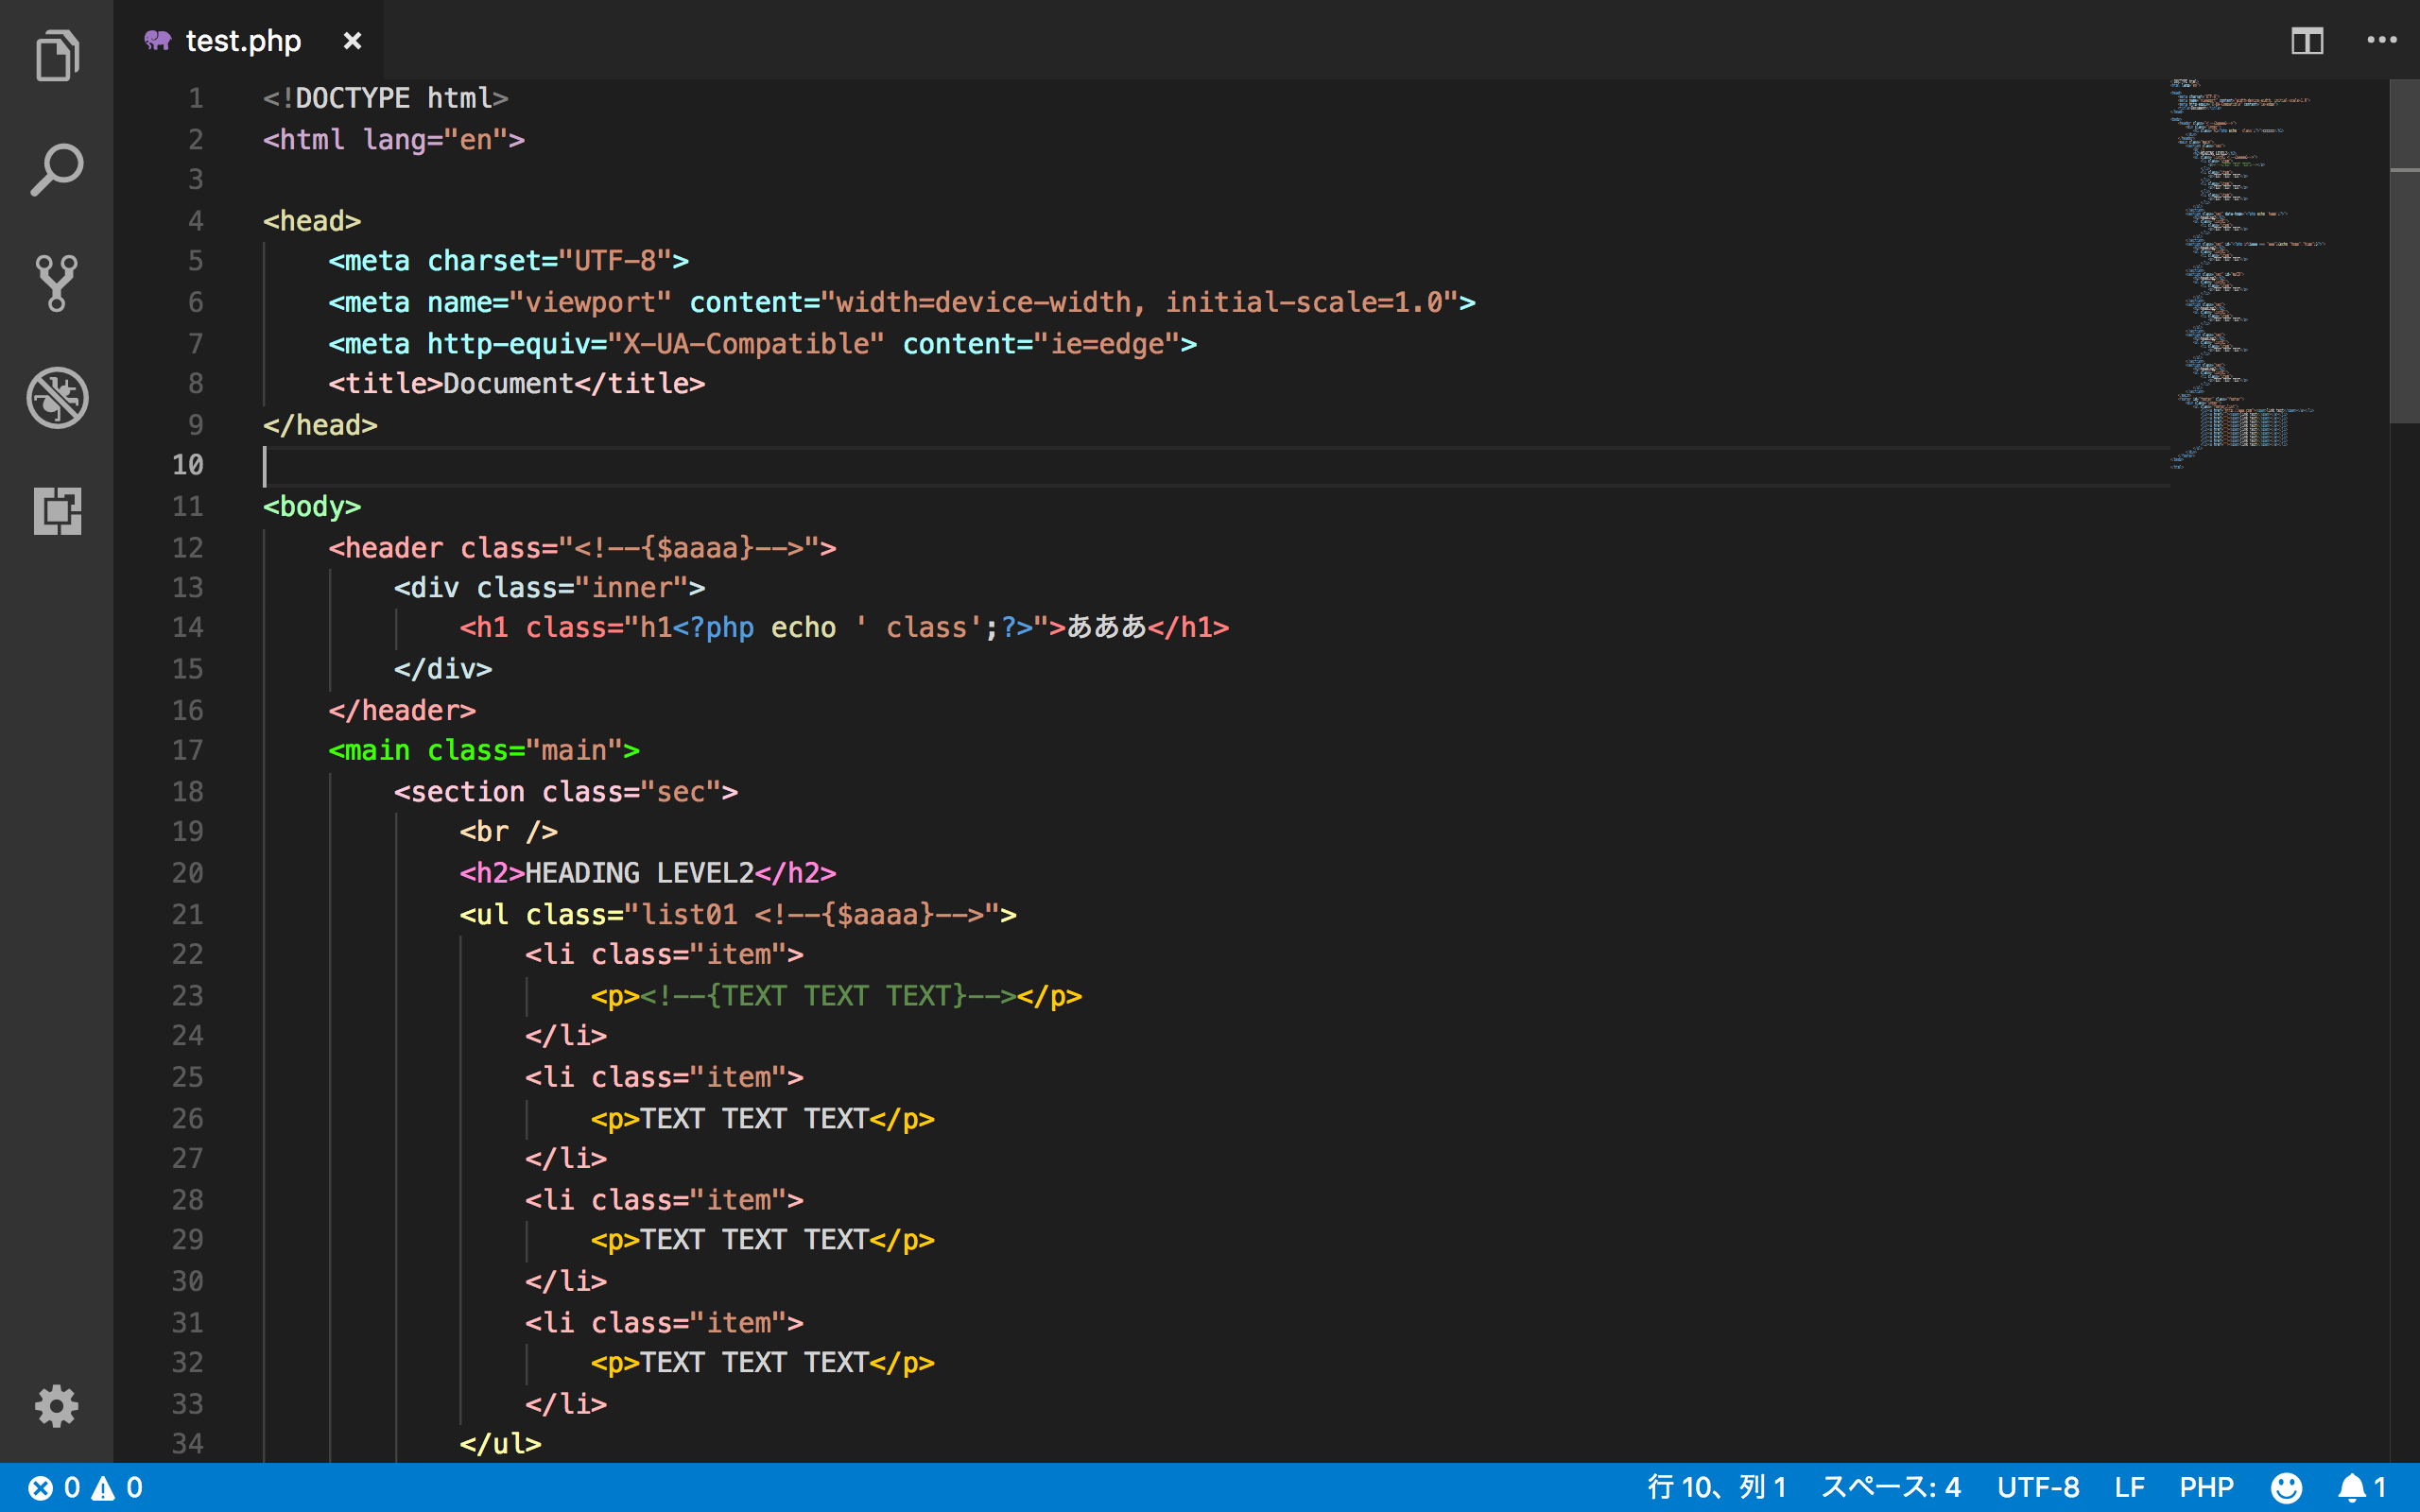 test.php
1 <!DOCTYPE html>
2 <html lang="en">
3
4 <head>
5 <meta charset="UTF-8">
6 <meta name="viewport" content="width=device-width, initial-scale=1.0">
7 <meta http-equiv="X-UA-Compatible" content="ie=edge">
8 <title>Document</title>
9 </head>
10
11 <body>
12 <header class="<!--{$aaaa}-->">
13 <div class="inner">
14 <h1 class="h1<?php echo ' class';?>">あああ</h1>
15 </div>
16 </header>
17 <main class="main">
18 <section class="sec">
19 <br />
20 <h2>HEADING LEVEL2</h2>
21 <ul class="list01 <!--{$aaaa}-->">
22 <li class="item">
23 <p><!--{TEXT TEXT TEXT}--></p>
24 </li>
25 <li class="item">
26 <p>TEXT TEXT TEXT</p>
27 </li>
28 <li class="item">
29 <p>TEXT TEXT TEXT</p>
30 </li>
31 <li class="item">
32 <p>TEXT TEXT TEXT</p>
33 </li>
34 </ul>
0 0 行 10、列 1 スペース: 4 UTF-8 LF PHP 1